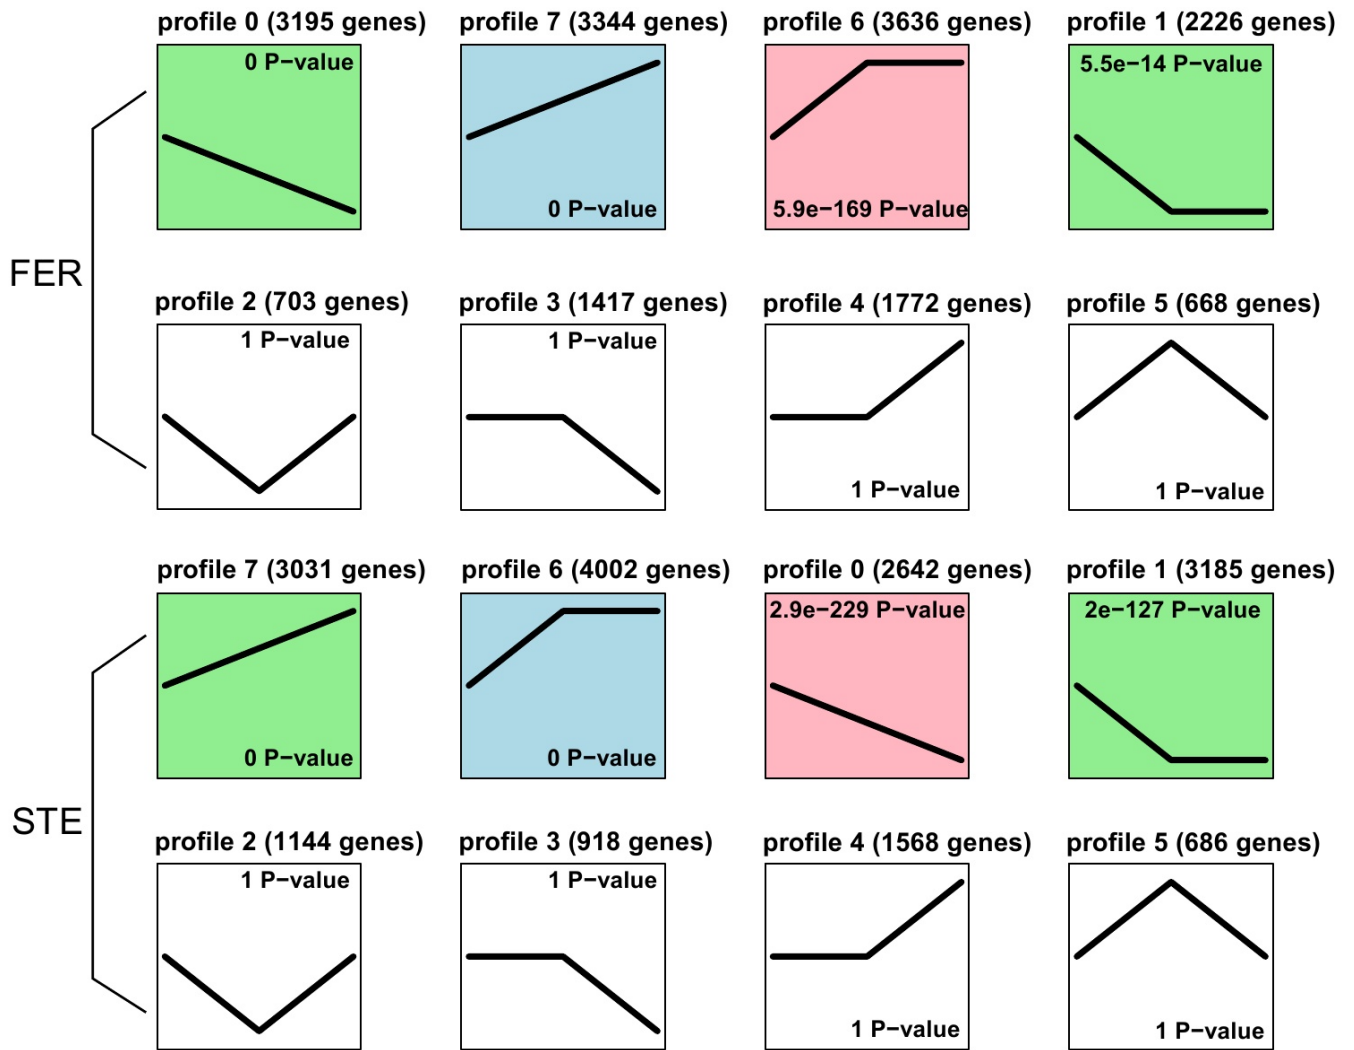 profile 0 (3195 genes)
0 P−value
profile 7 (3344 genes)
0 P−value
profile 6 (3636 genes)
5.9e−169 P−value
profile 1 (2226 genes)
5.5e−14 P−value
FER
profile 2 (703 genes)
1 P−value
profile 3 (1417 genes)
1 P−value
profile 4 (1772 genes)
1 P−value
profile 5 (668 genes)
1 P−value
profile 7 (3031 genes)
0 P−value
profile 6 (4002 genes)
0 P−value
profile 0 (2642 genes)
2.9e−229 P−value
profile 1 (3185 genes)
2e−127 P−value
STE
profile 2 (1144 genes)
1 P−value
profile 3 (918 genes)
1 P−value
profile 4 (1568 genes)
1 P−value
profile 5 (686 genes)
1 P−value